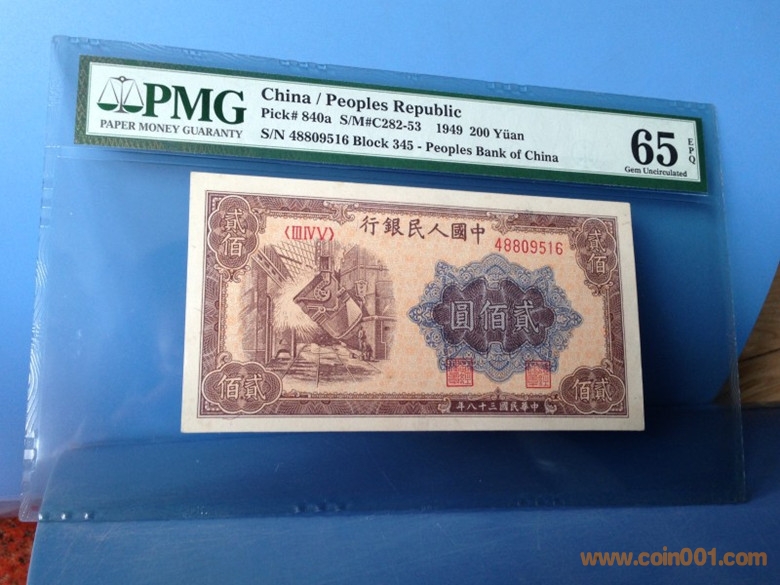 PMG
PAPER MONEY GUARANTY
China / Peoples Republic
Pick# 840a S/M#C282-53 1949 200 Yüan
S/N 48809516 Block 345 - Peoples Bank of China
65 EPQ
Gem Uncirculated
行銀民人國中
〈ⅢⅣⅤ〉
48809516
貳佰
貳佰
圓佰貳
佰貳
佰貳
年八十三國民華中
www.coin001.com